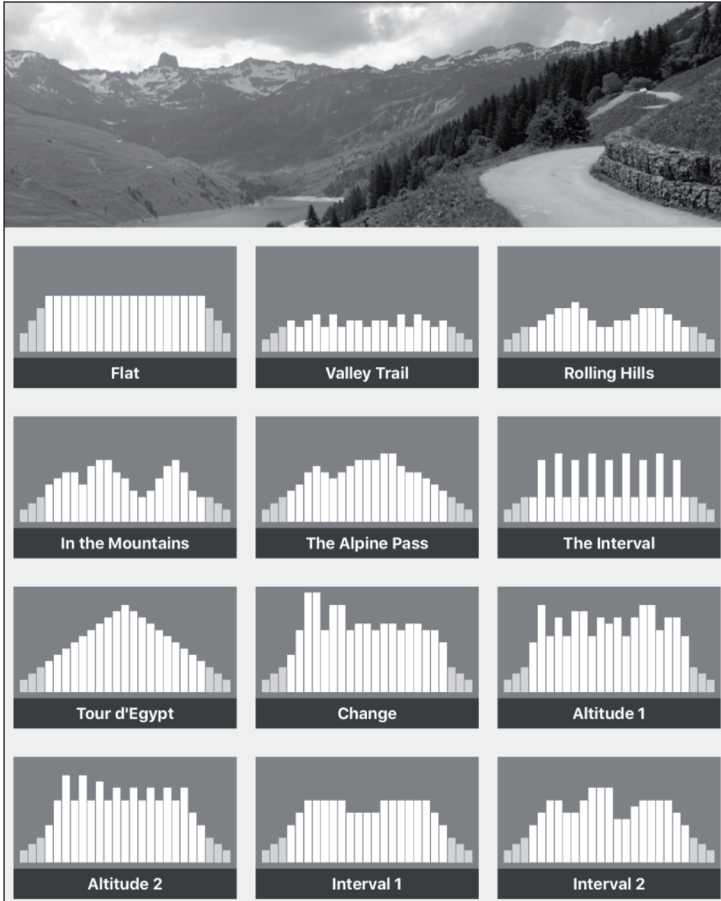 Flat
Valley Trail
Rolling Hills
In the Mountains
The Alpine Pass
The Interval
Tour d'Egypt
Change
Altitude 1
Altitude 2
Interval 1
Interval 2